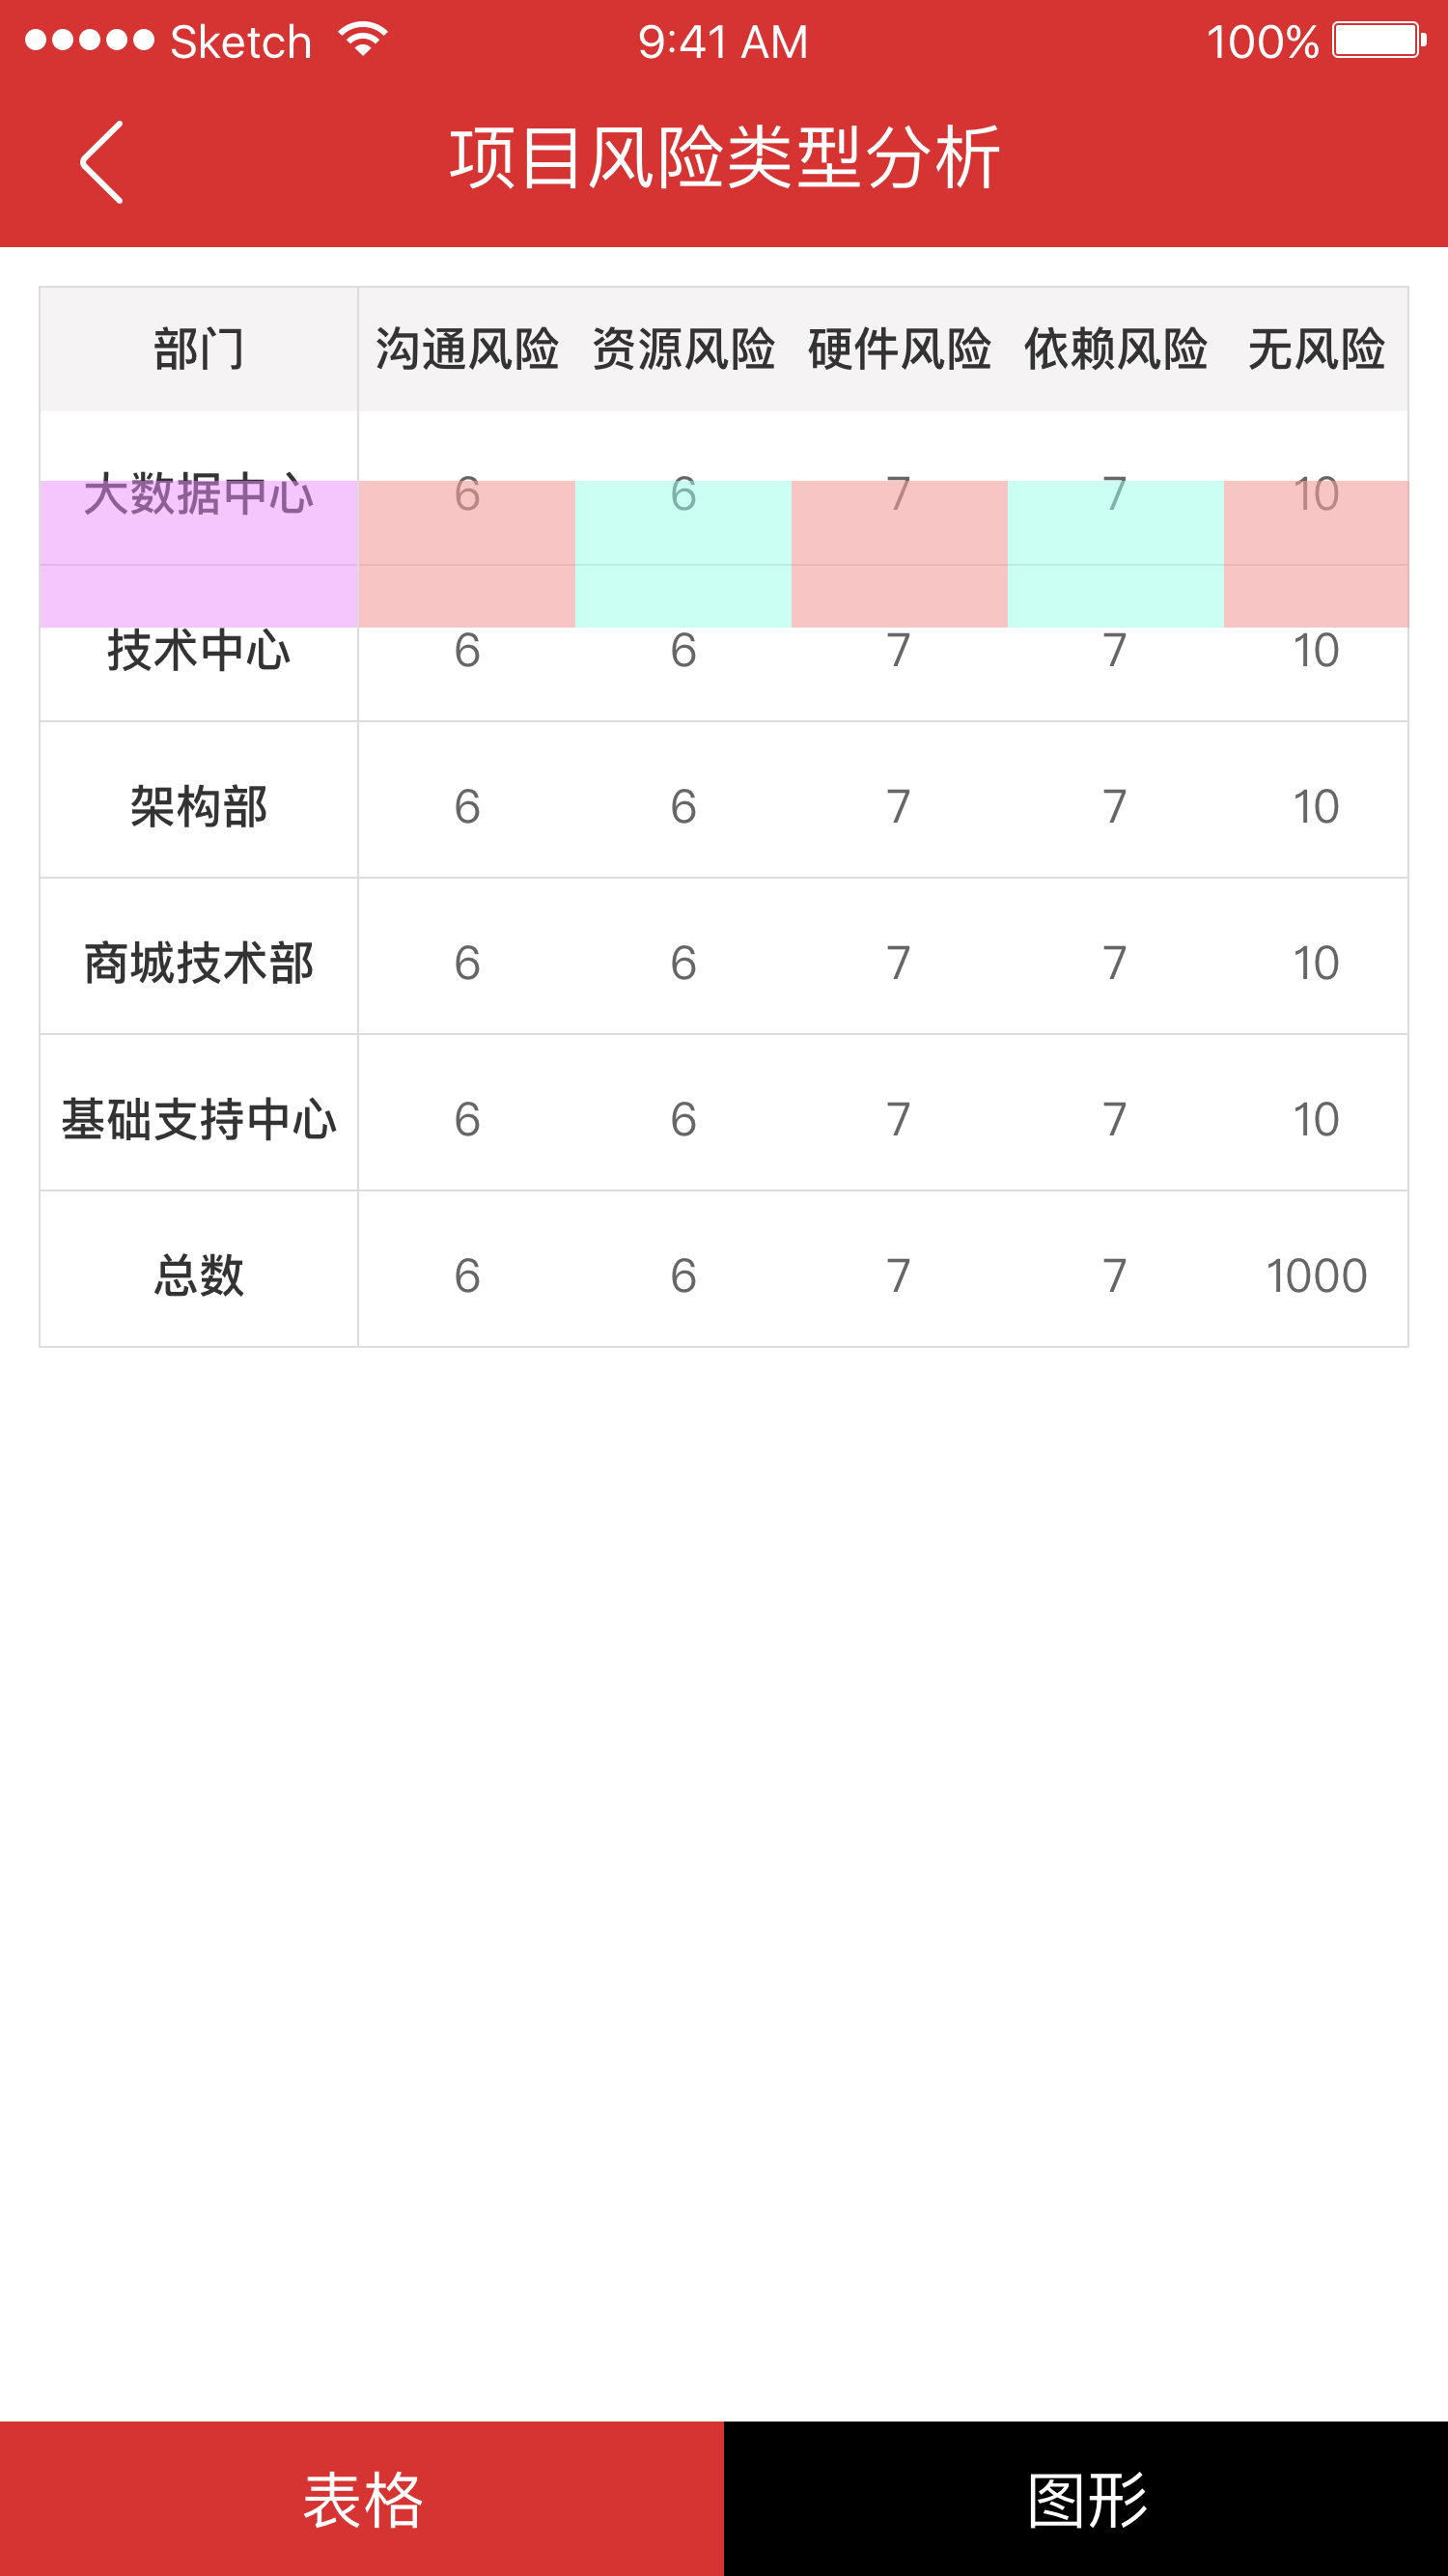 Sketch 9:41 AM 100%
项目风险类型分析
部门 沟通风险 资源风险 硬件风险 依赖风险 无风险
大数据中心 6 6 7 7 10
技术中心 6 6 7 7 10
架构部 6 6 7 7 10
商城技术部 6 6 7 7 10
基础支持中心 6 6 7 7 10
总数 6 6 7 7 1000
表格 图形